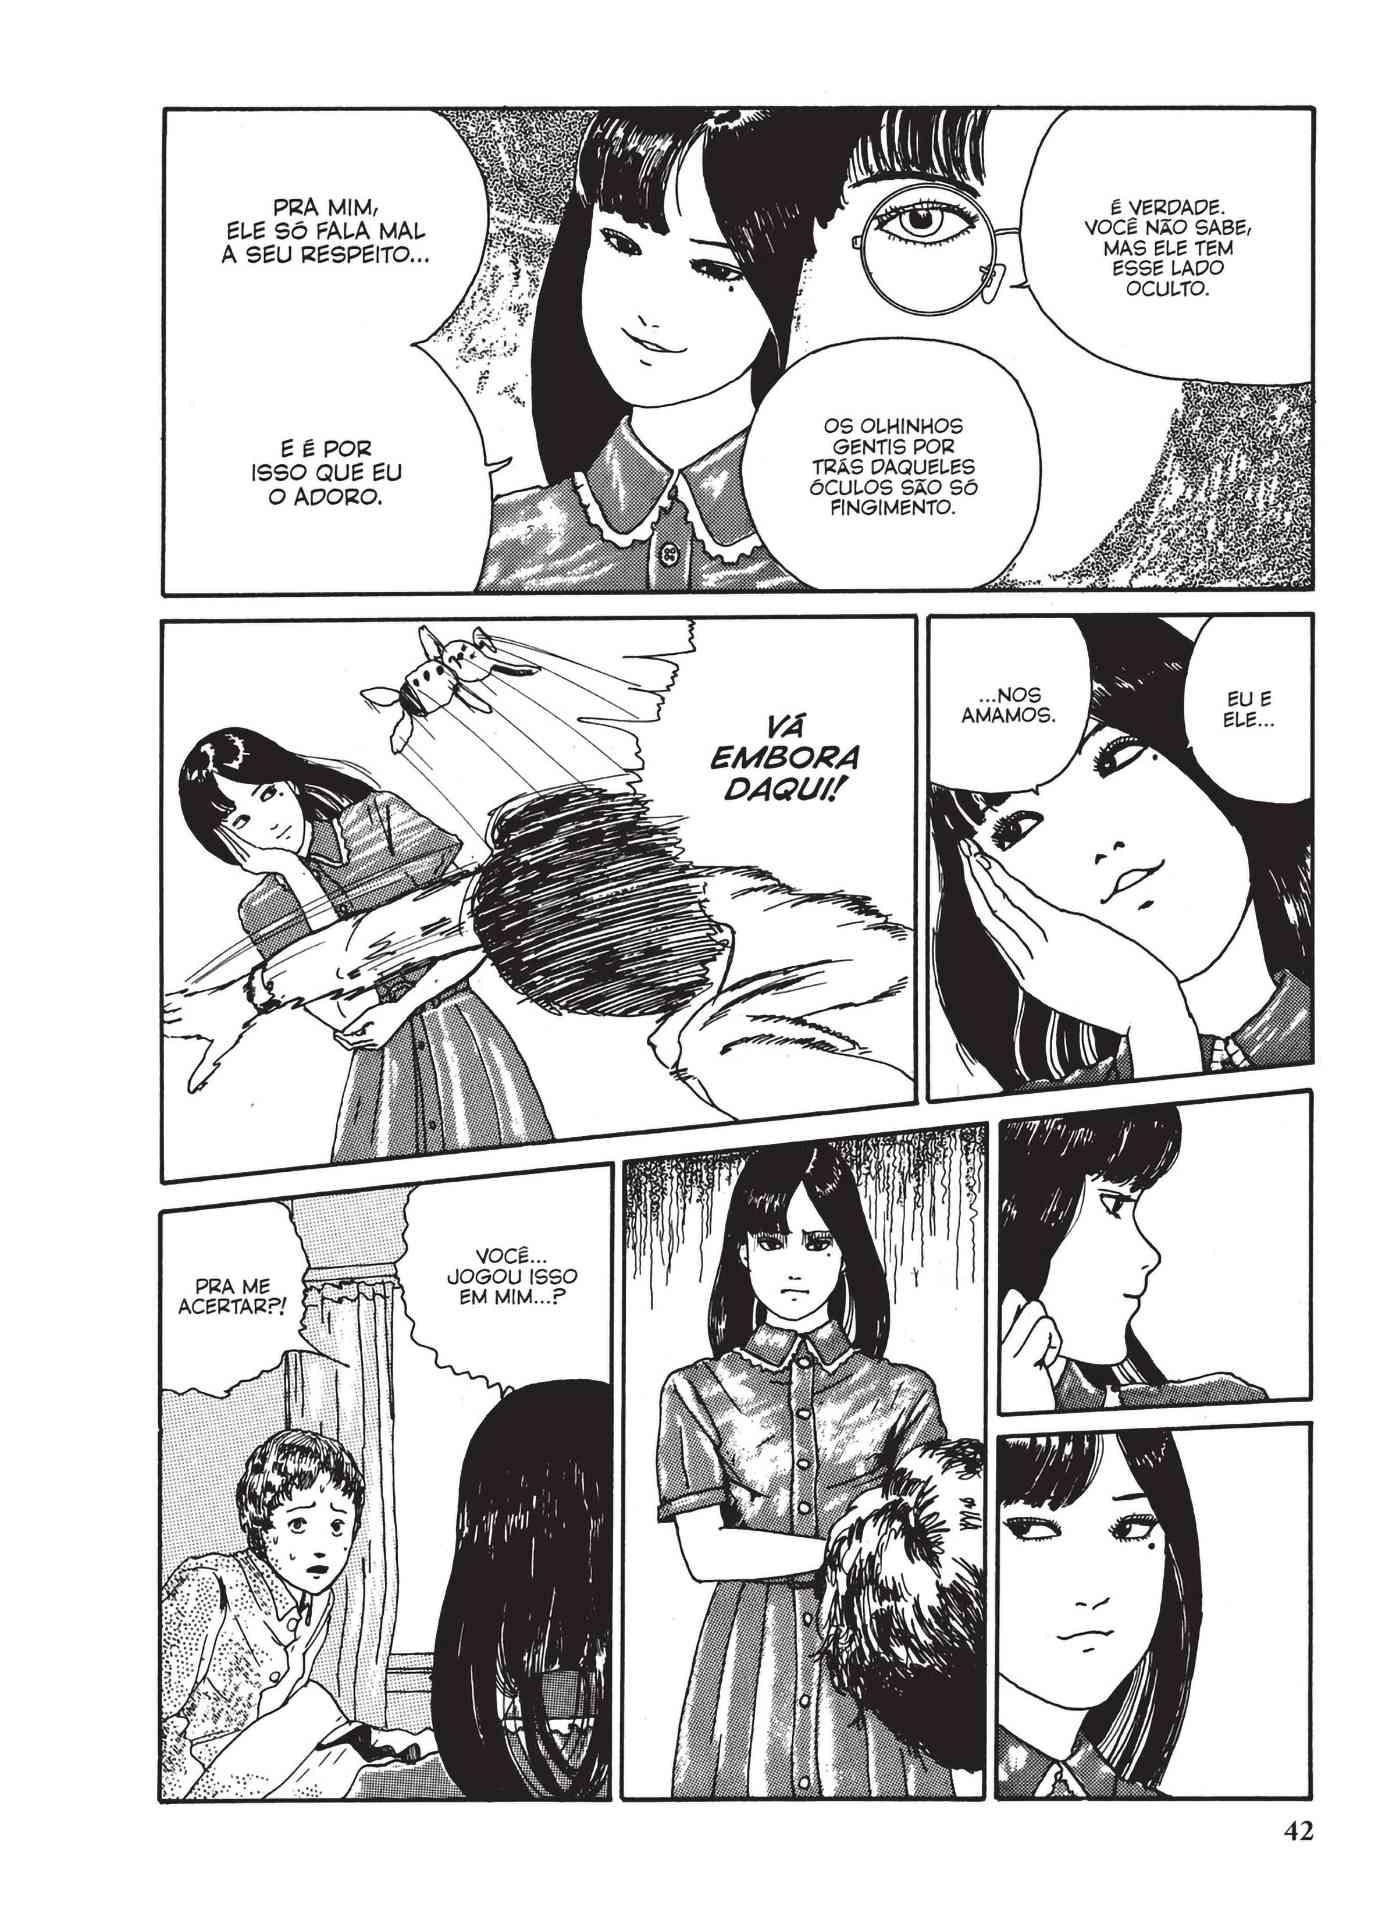 É VERDADE.
VOCÊ NÃO SABE,
MAS ELE TEM
ESSE LADO
OCULTO.
OS OLHINHOS
GENTIS POR
TRÁS DAQUELES
ÓCULOS SÃO SÓ
FINGIMENTO.
PRA MIM,
ELE SÓ FALA MAL
A SEU RESPEITO...
E É POR
ISSO QUE EU
O ADORO.
EU E
ELE...
...NOS
AMAMOS.
VÁ
EMBORA
DAQUI!
VOCÊ...
JOGOU ISSO
EM MIM...?
PRA ME
ACERTAR?!
42